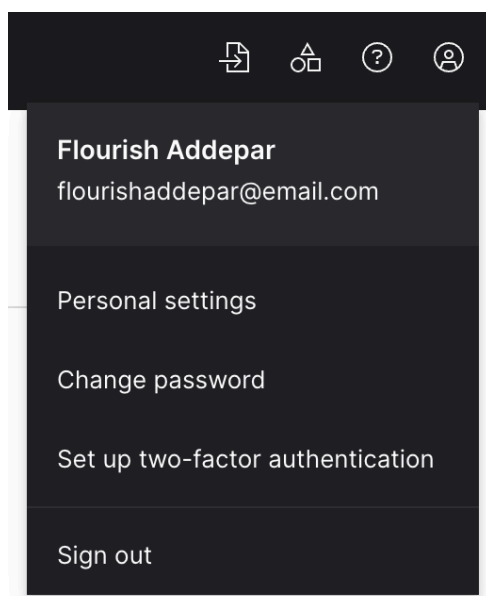 Flourish Addepar
flourishaddepar@email.com
Personal settings
Change password
Set up two-factor authentication
Sign out